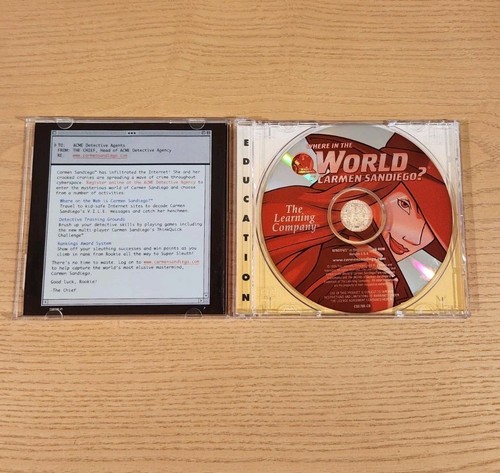 TO: ACME Detective Agents
FROM: THE CHIEF, Head of ACME Detective Agency
RE: www.carmensandiego.com
Carmen Sandiego™ has infiltrated the Internet! She and her
crooked cronies are spreading a wave of crime throughout
cyberspace. Register online at the ACME Detective Agency to
enter the mysterious world of Carmen Sandiego and choose
from a number of activities:
Where on the Web is Carmen Sandiego?™
Travel to kid-safe Internet sites to decode Carmen
Sandiego's V.I.L.E. messages and catch her henchmen.
Detective Training Grounds
Brush up your detective skills by playing games including
the new multi-player Carmen Sandiego's ThinkQuick
Challenge™
Gumshoe Award System
Show off your sleuthing successes and win points as you
climb in rank from Rookie all the way to Super Sleuth!
There's no time to waste. Log on to www.carmensandiego.com
to help capture the world's most elusive mastermind,
Carmen Sandiego.
Good luck, Rookie!
-The Chief
EDUCATION
WHERE IN THE
WORLD
CARMEN SANDIEGO?
The
Learning
Company